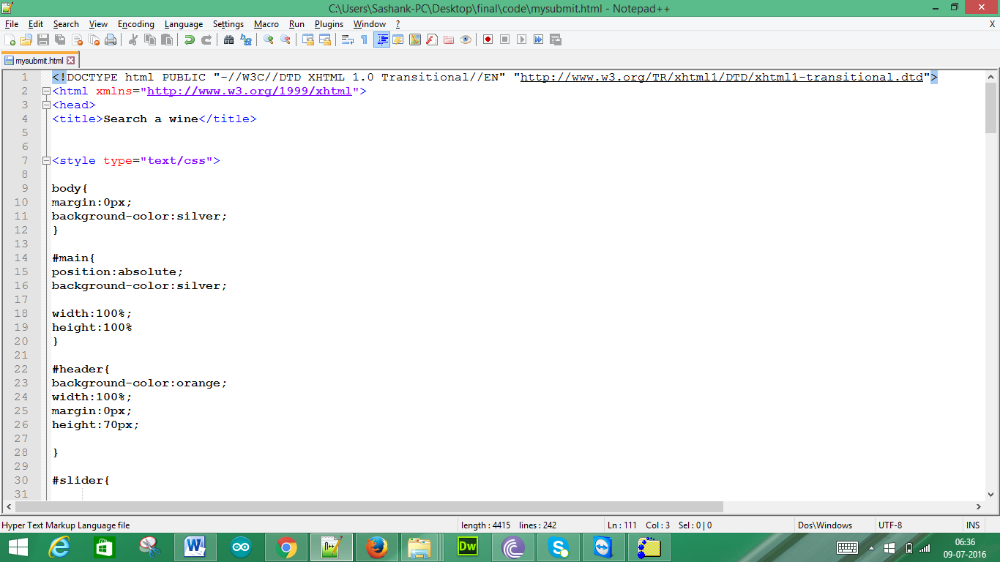 C:\Users\Sashank-PC\Desktop\final\code\mysubmit.html - Notepad++
File Edit Search View Encoding Language Settings Macro Run Plugins Window ? X
mysubmit.html
1 <!DOCTYPE html PUBLIC "-//W3C//DTD XHTML 1.0 Transitional//EN" "http://www.w3.org/TR/xhtml1/DTD/xhtml1-transitional.dtd">
2 <html xmlns="http://www.w3.org/1999/xhtml">
3 <head>
4 <title>Search a wine</title>
5
6
7 <style type="text/css">
8
9 body{
10 margin:0px;
11 background-color:silver;
12 }
13
14 #main{
15 position:absolute;
16 background-color:silver;
17
18 width:100%;
19 height:100%
20 }
21
22 #header{
23 background-color:orange;
24 width:100%;
25 margin:0px;
26 height:70px;
27
28 }
29
30 #slider{
31
Hyper Text Markup Language file length : 4415 lines : 242 Ln : 111 Col : 3 Sel : 0 | 0 Dos\Windows UTF-8 INS
W Dw S
06:36
09-07-2016